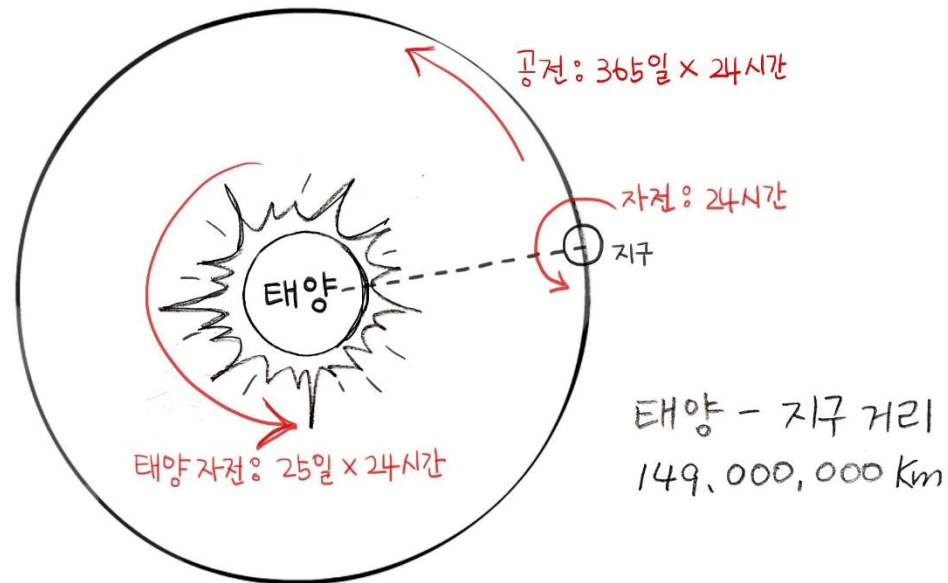 공전: 365일 × 24시간
자전: 24시간
지구
태양
태양 자전: 25일 × 24시간
태양 - 지구 거리
149,000,000 Km